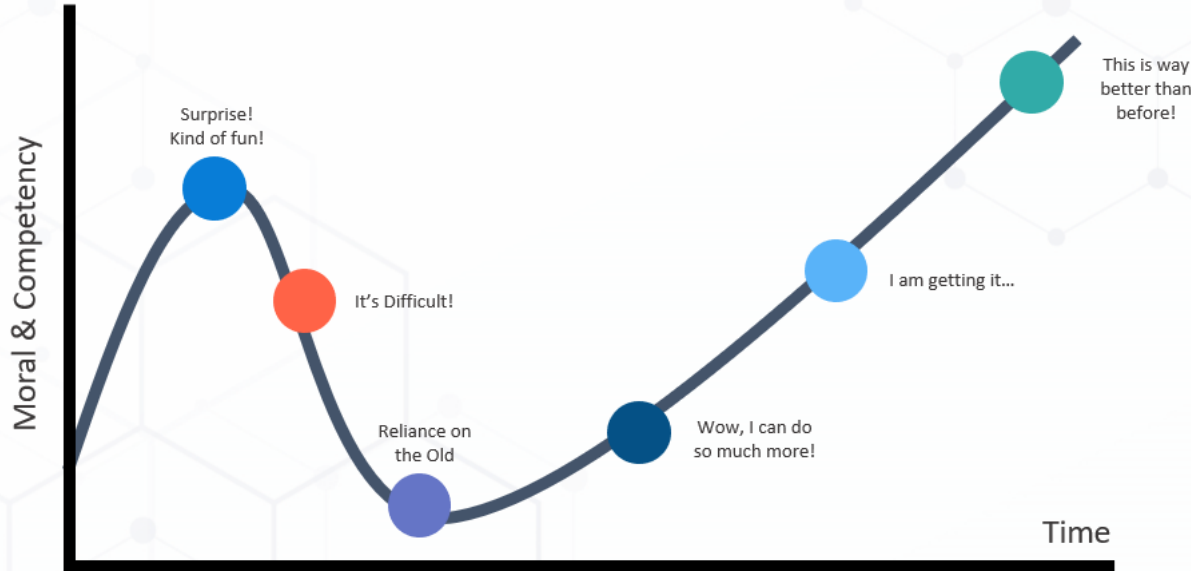 Surprise!
Kind of fun!
This is way
better than
before!
Moral & Competency
It's Difficult!
I am getting it...
Reliance on
the Old
Wow, I can do
so much more!
Time